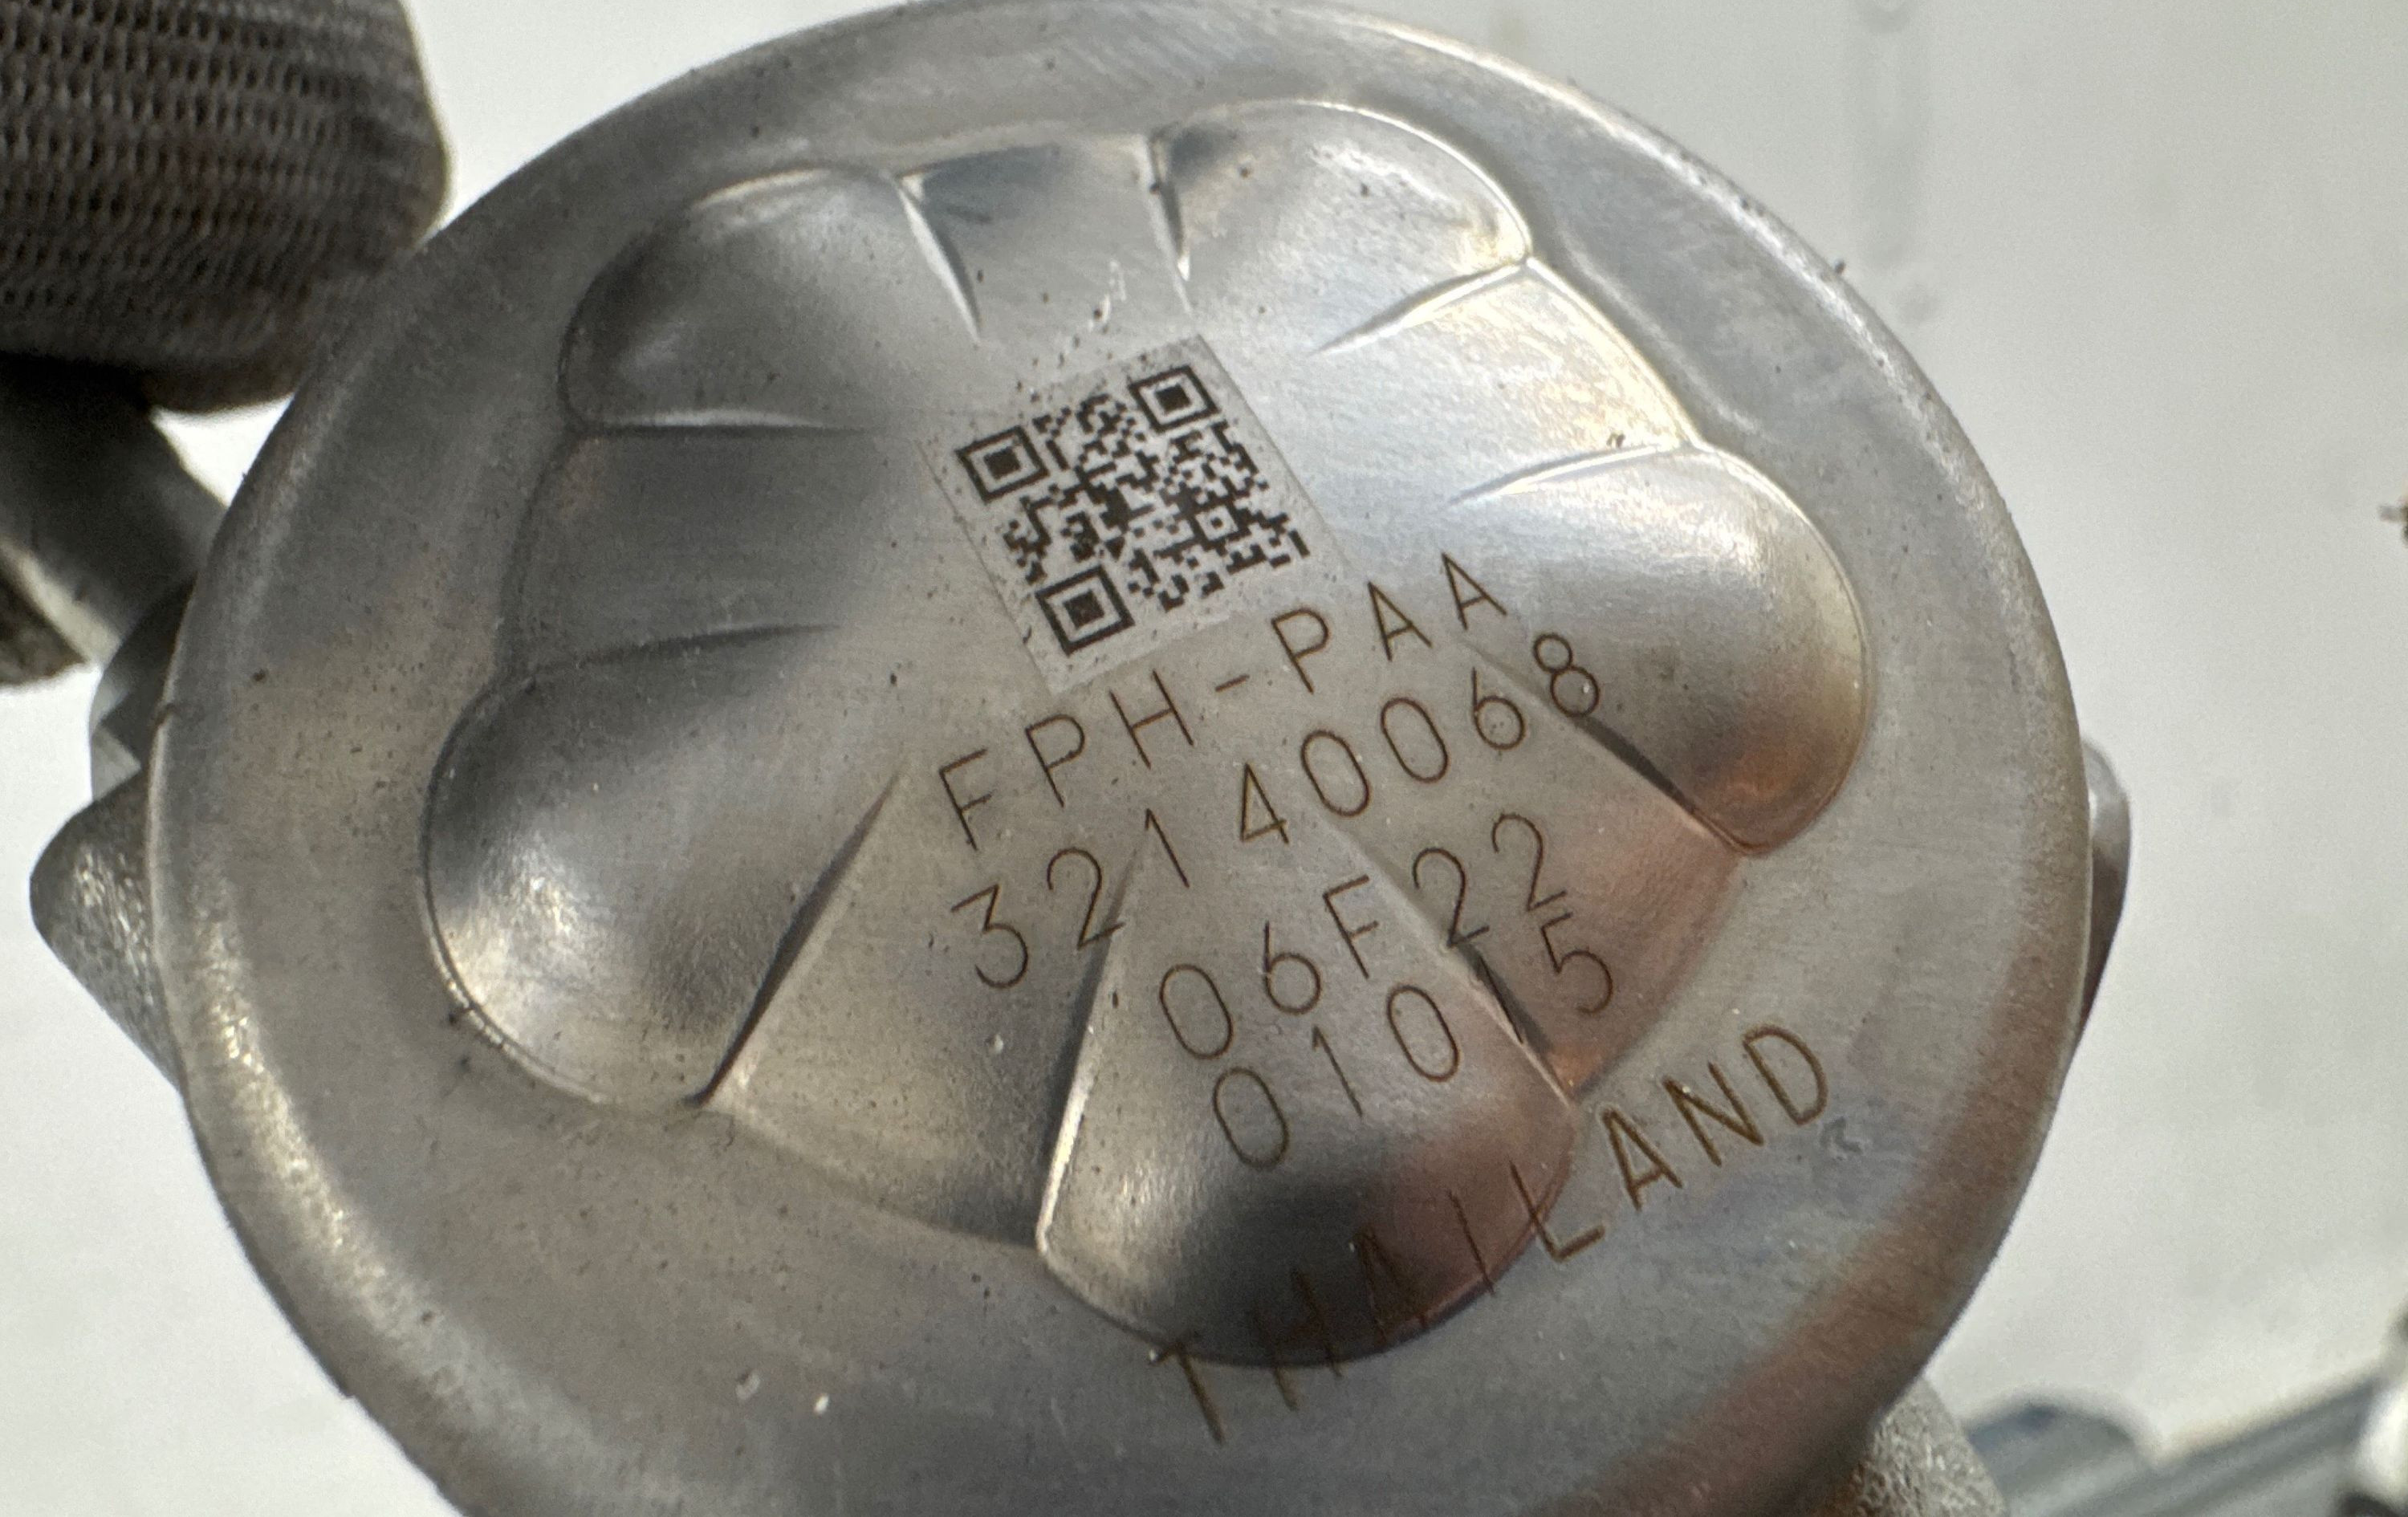 FPH-PAA
32140068
06F22
01015
THAILAND